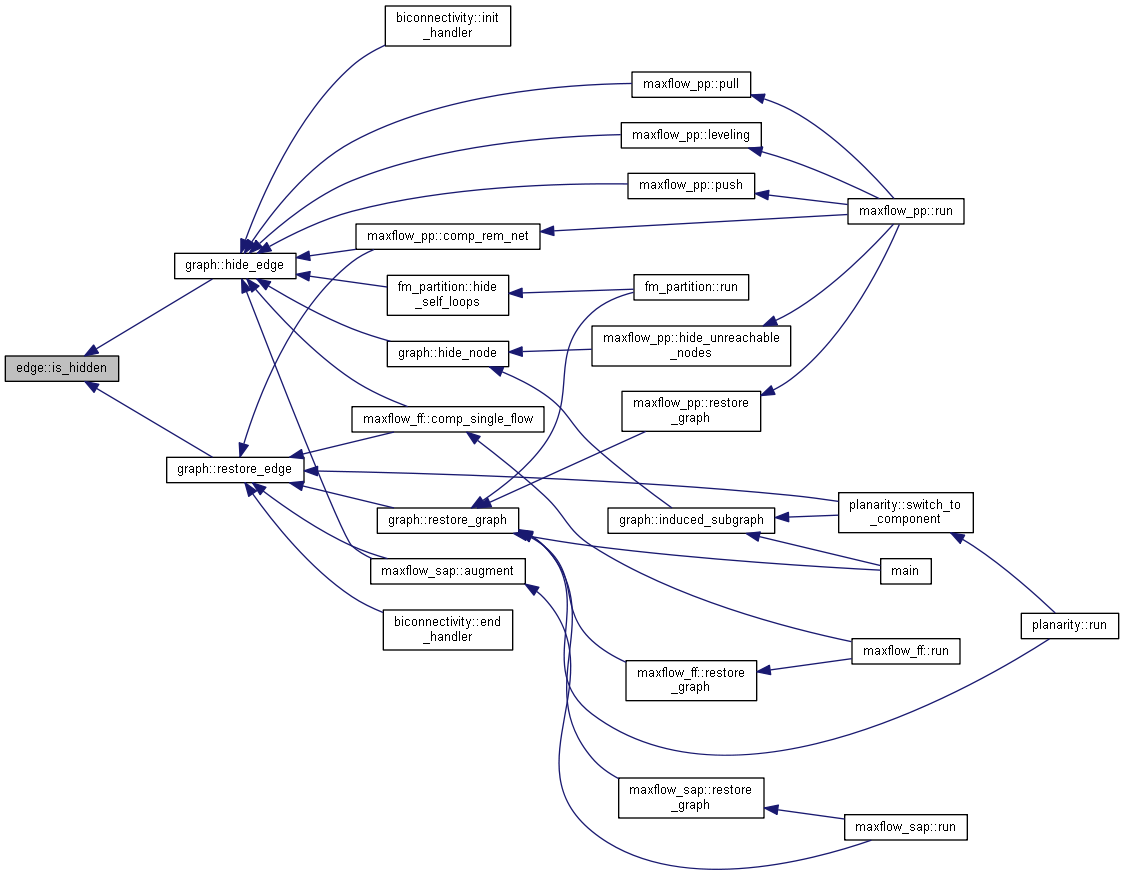 biconnectivity::init
_handler
maxflow_pp::pull
maxflow_pp::leveling
maxflow_pp::push
maxflow_pp::run
maxflow_pp::comp_rem_net
graph::hide_edge
fm_partition::hide
_self_loops
fm_partition::run
maxflow_pp::hide_unreachable
_nodes
graph::hide_node
edge::is_hidden
maxflow_pp::restore
_graph
maxflow_ff::comp_single_flow
graph::restore_edge
planarity::switch_to
_component
graph::restore_graph
graph::induced_subgraph
maxflow_sap::augment
main
biconnectivity::end
_handler
planarity::run
maxflow_ff::run
maxflow_ff::restore
_graph
maxflow_sap::restore
_graph
maxflow_sap::run